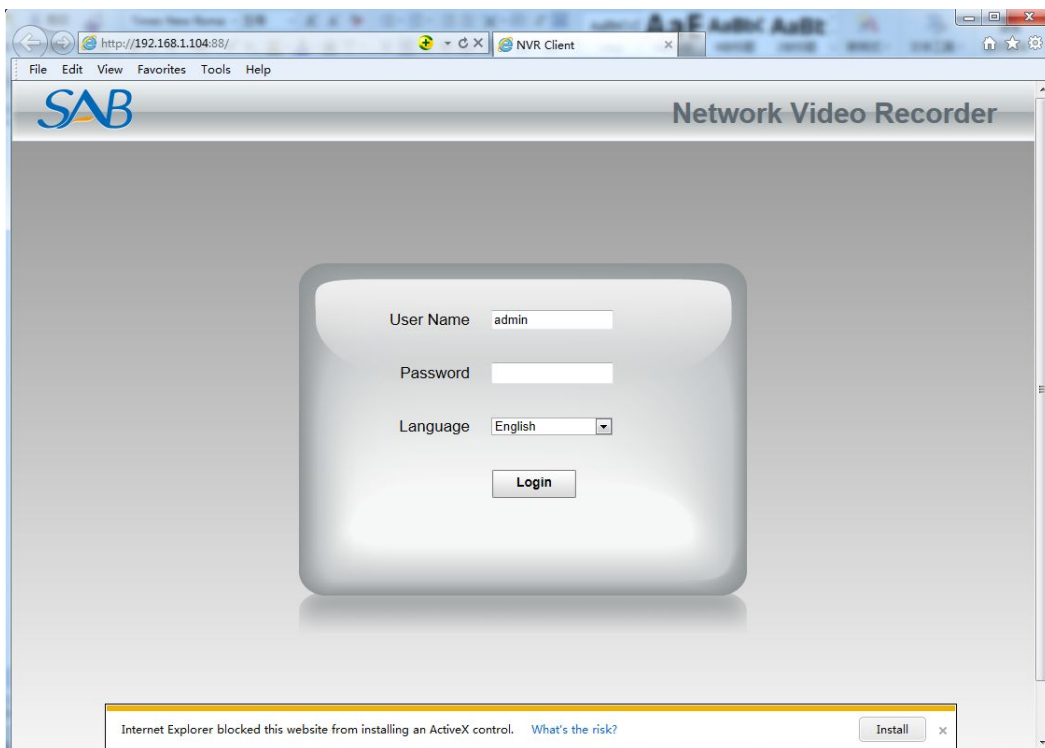 http://192.168.1.104:88/
NVR Client
File Edit View Favorites Tools Help
SAB
Network Video Recorder
User Name admin
Password
Language English
Login
Internet Explorer blocked this website from installing an ActiveX control. What's the risk? Install